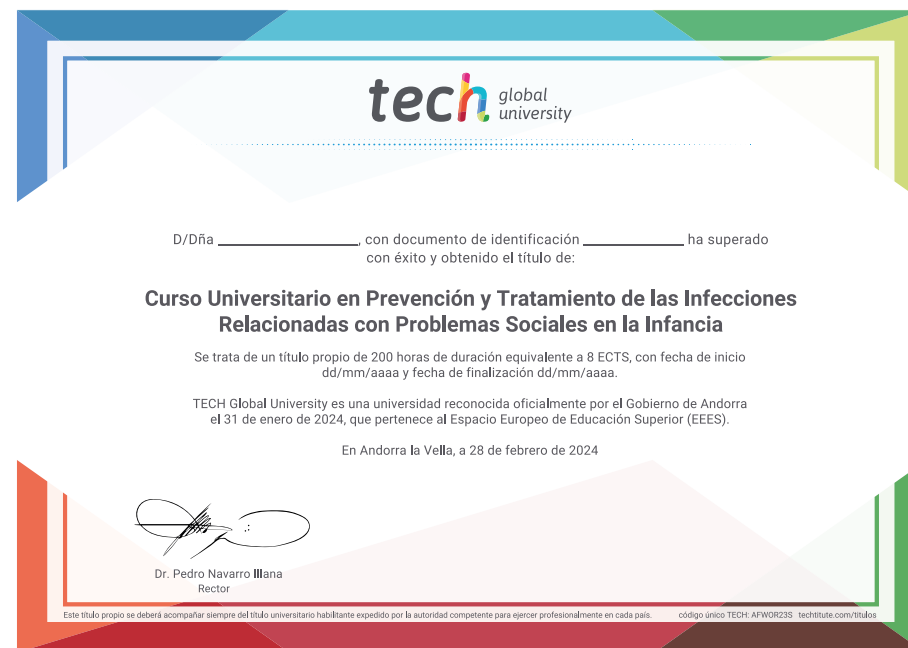 tech global
university
D/Dña ____________________, con documento de identificación ______________ ha superado
con éxito y obtenido el título de:
Curso Universitario en Prevención y Tratamiento de las Infecciones
Relacionadas con Problemas Sociales en la Infancia
Se trata de un título propio de 200 horas de duración equivalente a 8 ECTS, con fecha de inicio
dd/mm/aaaa y fecha de finalización dd/mm/aaaa.
TECH Global University es una universidad reconocida oficialmente por el Gobierno de Andorra
el 31 de enero de 2024, que pertenece al Espacio Europeo de Educación Superior (EEES).
En Andorra la Vella, a 28 de febrero de 2024
Dr. Pedro Navarro Illana
Rector
Este título propio se deberá acompañar siempre del título universitario habilitante expedido por la autoridad competente para ejercer profesionalmente en cada país. código único TECH: AFWOR23S techtitute.com/titulos